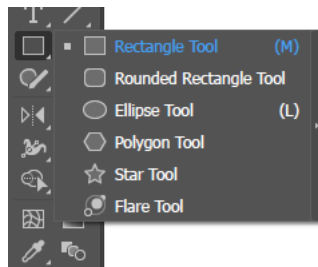 Rectangle Tool (M)
Rounded Rectangle Tool
Ellipse Tool (L)
Polygon Tool
Star Tool
Flare Tool